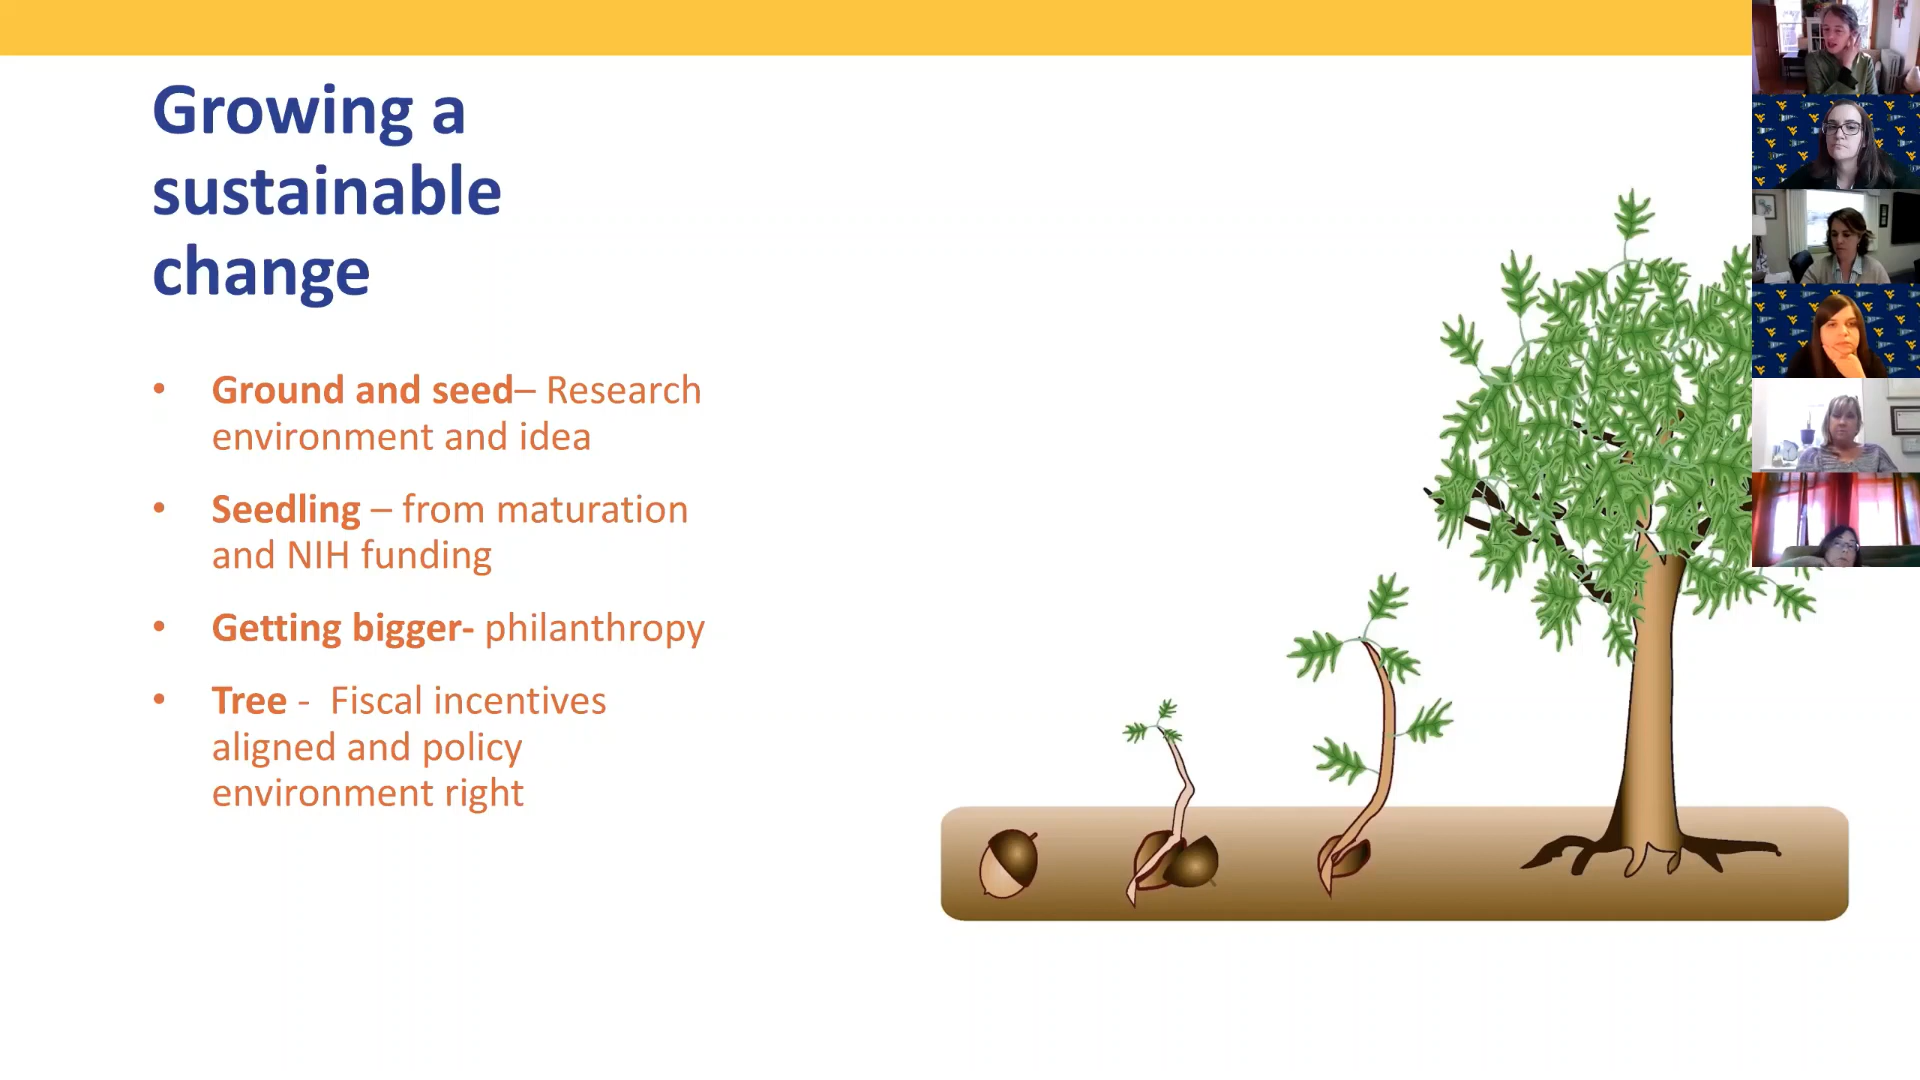 Growing a
sustainable
change
• Ground and seed– Research
environment and idea
• Seedling – from maturation
and NIH funding
• Getting bigger- philanthropy
• Tree -  Fiscal incentives
aligned and policy
environment right